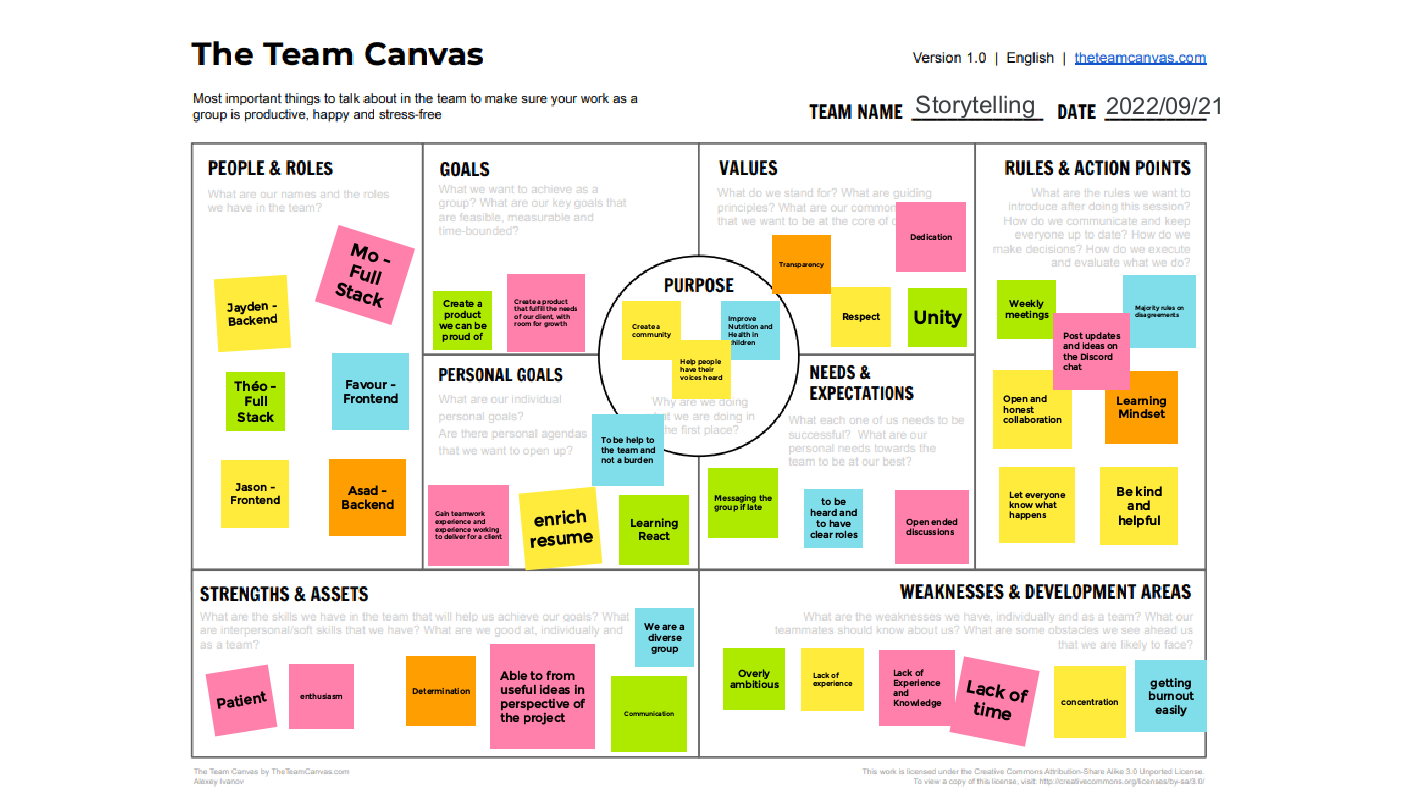 The Team Canvas
Version 1.0 | English | theteamcanvas.com
Most important things to talk about in the team to make sure your work as a
group is productive, happy and stress-free
TEAM NAME Storytelling DATE 2022/09/21
PEOPLE & ROLES
What are our names and the roles
we have in the team?
Mo -
Full
Stack
Jayden -
Backend
Théo -
Full
Stack
Favour -
Frontend
Jason -
Frontend
Asad -
Backend
GOALS
What we want to achieve as a
group? What are our key goals that
are feasible, measurable and
time-bounded?
Create a
product
we can be
proud of
Create a product
that fulfill the needs
of our client, with
room for growth
PURPOSE
Create a
community
Improve
Nutrition and
Health in
children
Help people
have their
voices heard
Why are we doing
what we are doing in
the first place?
VALUES
What do we stand for? What are guiding
principles? What are our common
that we want to be at the core of
Dedication
Transparency
Respect
Unity
RULES & ACTION POINTS
What are the rules we want to
introduce after doing this session?
How do we communicate and keep
everyone up to date? How do we
make decisions? How do we execute
and evaluate what we do?
Weekly
meetings
Majority rules on
disagreements
Post updates
and ideas on
the Discord
chat
Open and
honest
collaboration
Learning
Mindset
Let everyone
know what
happens
Be kind
and
helpful
PERSONAL GOALS
What are our individual
personal goals?
Are there personal agendas
that we want to open up?
To be help to
the team and
not a burden
Gain teamwork
experience and
experience working
to deliver for a client
enrich
resume
Learning
React
NEEDS &
EXPECTATIONS
What each one of us needs to be
successful? What are our
personal needs towards the
team to be at our best?
Messaging the
group if late
to be
heard and
to have
clear roles
Open ended
discussions
STRENGTHS & ASSETS
What are the skills we have in the team that will help us achieve our goals? What
are interpersonal/soft skills that we have? What are we good at, individually and
as a team?
We are a
diverse
group
Patient
enthusiasm
Determination
Able to from
useful ideas in
perspective of
the project
Communication
WEAKNESSES & DEVELOPMENT AREAS
What are the weaknesses we have, individually and as a team? What our
teammates should know about us? What are some obstacles we see ahead us
that we are likely to face?
Overly
ambitious
Lack of
experience
Lack of
Experience
and
Knowledge
Lack of
time
concentration
getting
burnout
easily
The Team Canvas by TheTeamCanvas.com
Alexey Ivanov
This work is licensed under the Creative Commons Attribution-Share Alike 3.0 Unported License.
To view a copy of this license, visit: http://creativecommons.org/licenses/by-sa/3.0/